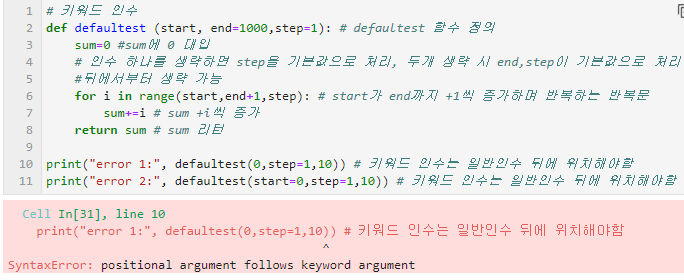 1 # 키워드 인수
2 def defaultest (start, end=1000,step=1): # defaultest 함수 정의
3 sum=0 #sum에 0 대입
4 # 인수 하나를 생략하면 step을 기본값으로 처리, 두개 생략 시 end,step이 기본값으로 처리
5 #뒤에서부터 생략 가능
6 for i in range(start,end+1,step): # start가 end까지 +1씩 증가하며 반복하는 반복문
7 sum+=i # sum +i씩 증가
8 return sum # sum 리턴
9
10 print("error 1:", defaultest(0,step=1,10)) # 키워드 인수는 일반인수 뒤에 위치해야함
11 print("error 2:", defaultest(start=0,step=1,10)) # 키워드 인수는 일반인수 뒤에 위치해야함
Cell In[31], line 10
print("error 1:", defaultest(0,step=1,10)) # 키워드 인수는 일반인수 뒤에 위치해야함
^
SyntaxError: positional argument follows keyword argument